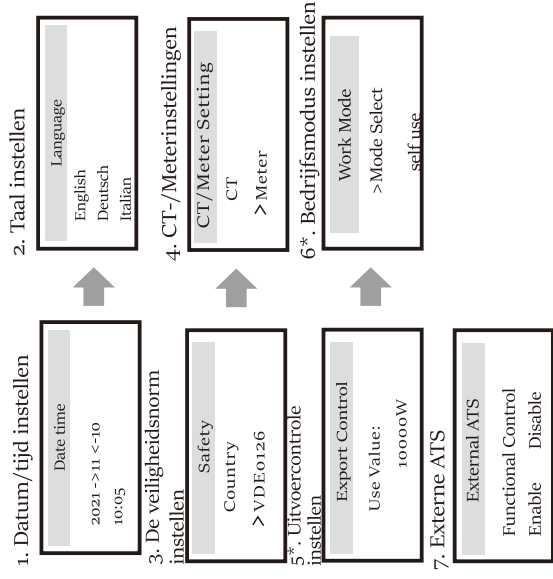 1. Datum/tijd instellen
Date time
2021 ->11 <-10
10:05
2. Taal instellen
Language
English
Deutsch
Italian
3. De veiligheidsnorm
instellen
Safety
Country
>VDE0126
4. CT-/Meterinstellingen
CT/Meter Setting
CT
>Meter
5*. Uitvoercontrole
instellen
Export Control
Use Value:
10000W
6*. Bedrijfsmodus instellen
Work Mode
>Mode Select
self use
7. Externe ATS
External ATS
Functional Control
Enable Disable